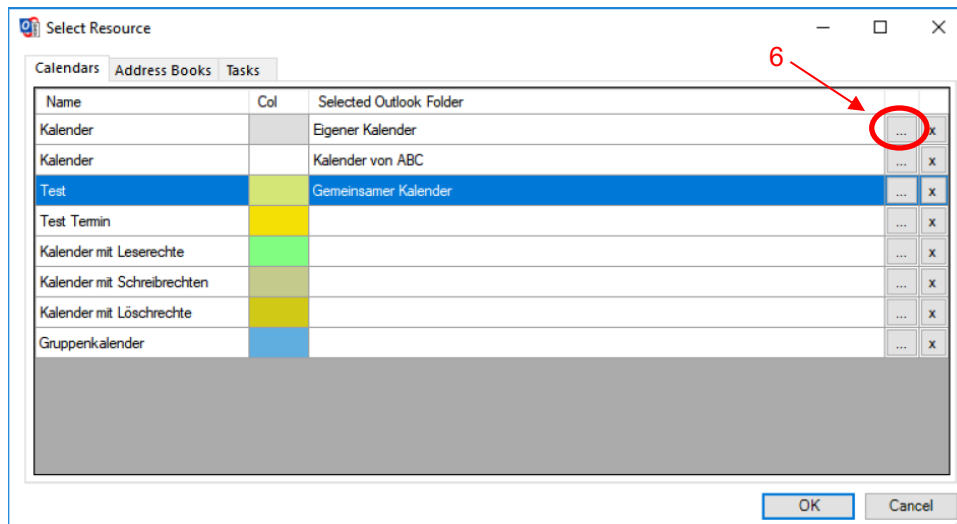 Select Resource
6
Calendars Address Books Tasks
Name Col Selected Outlook Folder
Kalender Eigener Kalender ... x
Kalender Kalender von ABC ... x
Test Gemeinsamer Kalender ... x
Test Termin ... x
Kalender mit Leserechte ... x
Kalender mit Schreibrechten ... x
Kalender mit Löschrechte ... x
Gruppenkalender ... x
OK Cancel